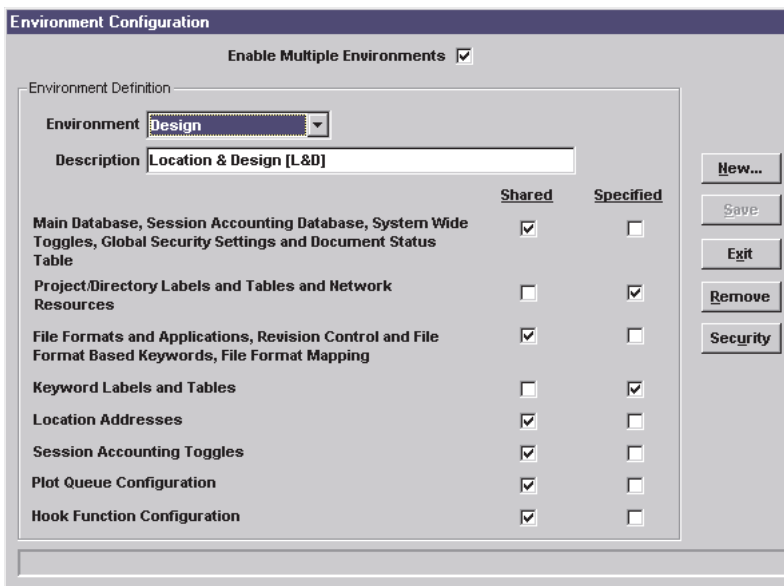 Environment Configuration
Enable Multiple Environments
Environment Definition
Environment Design
Description Location & Design [L&D]
Shared Specified
Main Database, Session Accounting Database, System Wide
Toggles, Global Security Settings and Document Status
Table
Project/Directory Labels and Tables and Network
Resources
File Formats and Applications, Revision Control and File
Format Based Keywords, File Format Mapping
Keyword Labels and Tables
Location Addresses
Session Accounting Toggles
Plot Queue Configuration
Hook Function Configuration
New...
Save
Exit
Remove
Security